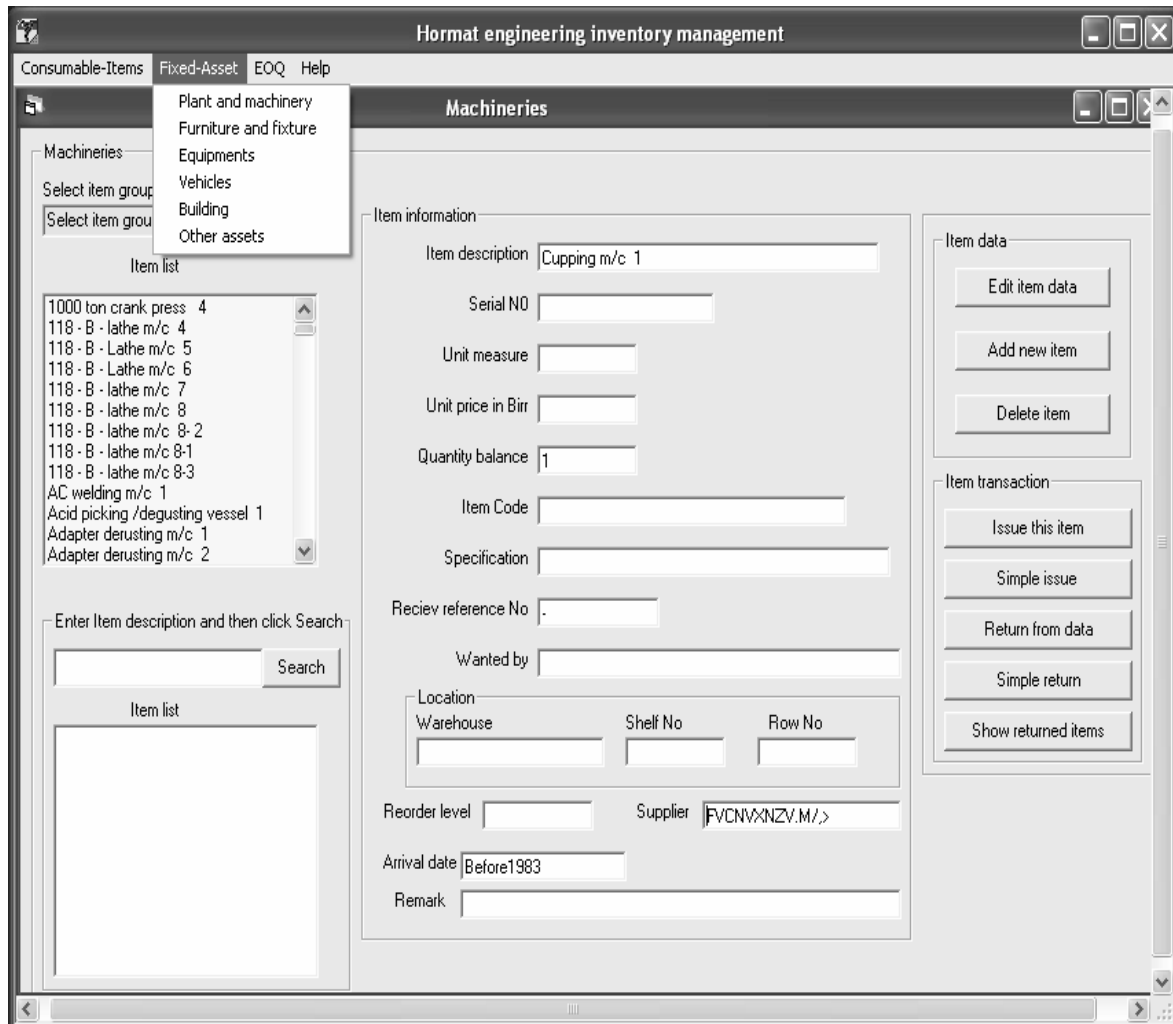 Hormat engineering inventory management
Consumable-Items Fixed-Asset EOQ Help
Plant and machinery
Furniture and fixture
Equipments
Vehicles
Building
Other assets
Machineries
Machineries
Select item group
Select item grou
Item list
1000 ton crank press 4
118 - B - lathe m/c 4
118 - B - Lathe m/c 5
118 - B - Lathe m/c 6
118 - B - lathe m/c 7
118 - B - lathe m/c 8
118 - B - lathe m/c 8- 2
118 - B - lathe m/c 8-1
118 - B - lathe m/c 8-3
AC welding m/c 1
Acid picking /degusting vessel 1
Adapter derusting m/c 1
Adapter derusting m/c 2
Enter Item description and then click Search
Search
Item list
Item information
Item description Cupping m/c 1
Serial N0
Unit measure
Unit price in Birr
Quantity balance 1
Item Code
Specification
Reciev reference No -
Wanted by
Location
Warehouse Shelf No Row No
Reorder level Supplier FVCNVXNZV.M/,>
Arrival date Before1983
Remark
Item data
Edit item data
Add new item
Delete item
Item transaction
Issue this item
Simple issue
Return from data
Simple return
Show returned items